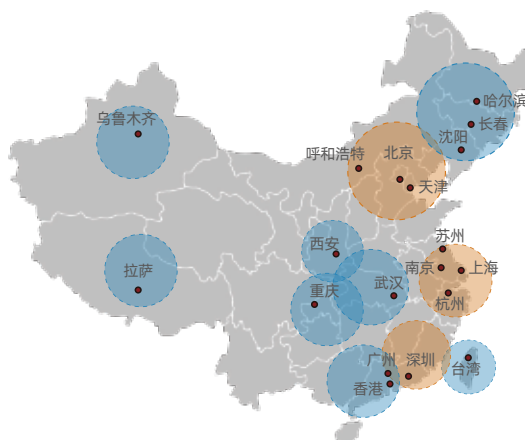 哈尔滨
乌鲁木齐
长春
沈阳
呼和浩特
北京
天津
苏州
西安
南京
上海
拉萨
重庆
武汉
杭州
广州
深圳
台湾
香港